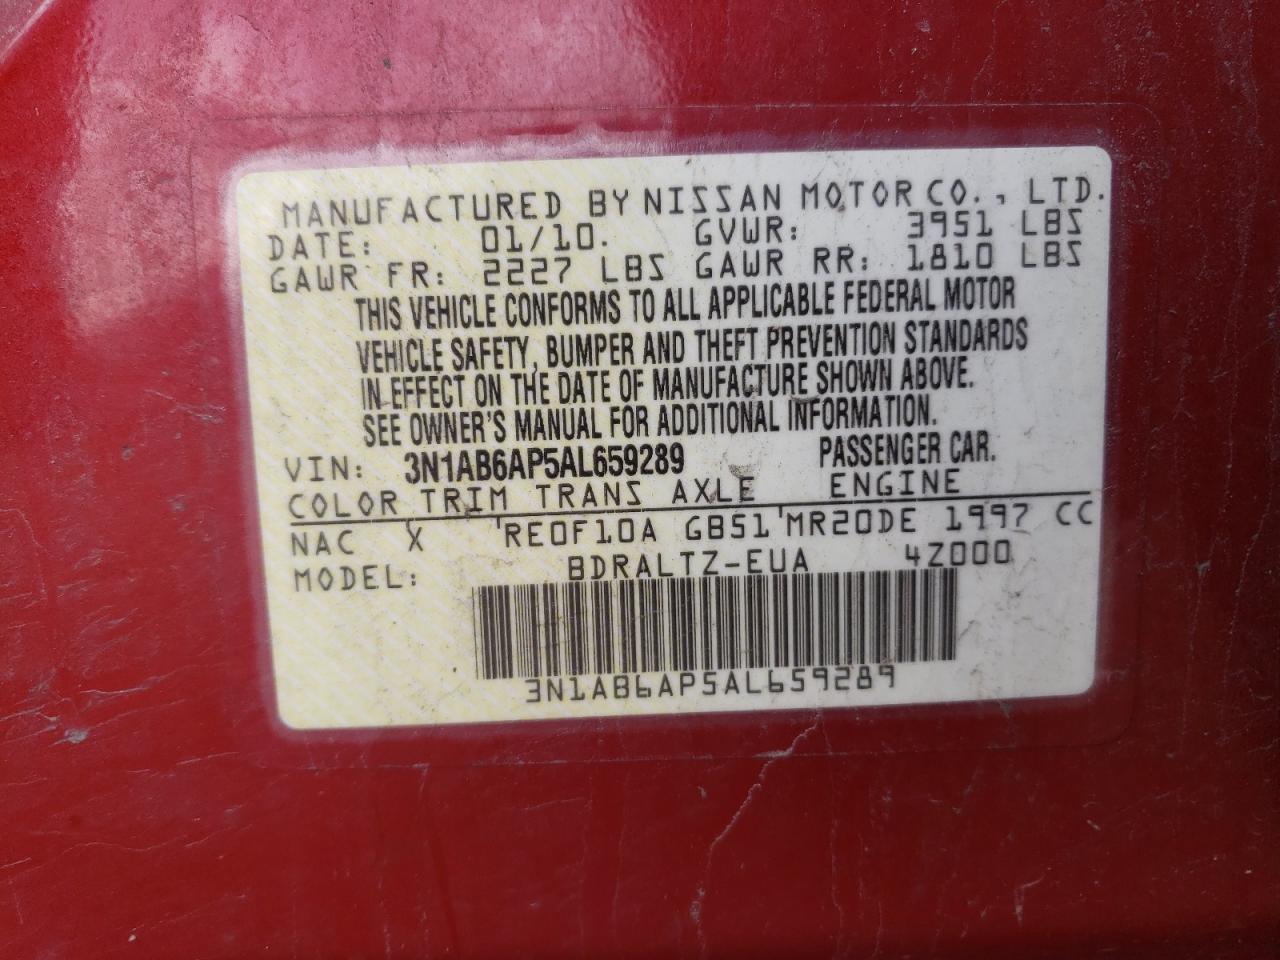 MANUFACTURED BY NISSAN MOTOR CO., LTD.
DATE: 01/10. GVWR: 3951 LBS
GAWR FR: 2227 LBS GAWR RR: 1810 LBS
THIS VEHICLE CONFORMS TO ALL APPLICABLE FEDERAL MOTOR
VEHICLE SAFETY, BUMPER AND THEFT PREVENTION STANDARDS
IN EFFECT ON THE DATE OF MANUFACTURE SHOWN ABOVE.
SEE OWNER'S MANUAL FOR ADDITIONAL INFORMATION.
VIN: 3N1AB6AP5AL659289 PASSENGER CAR.
COLOR TRIM TRANS AXLE ENGINE
NAC X 'RE0F10A GB51'MR20DE 1997 CC
MODEL: BDRALTZ-EUA 4Z000
3N1AB6AP5AL659289